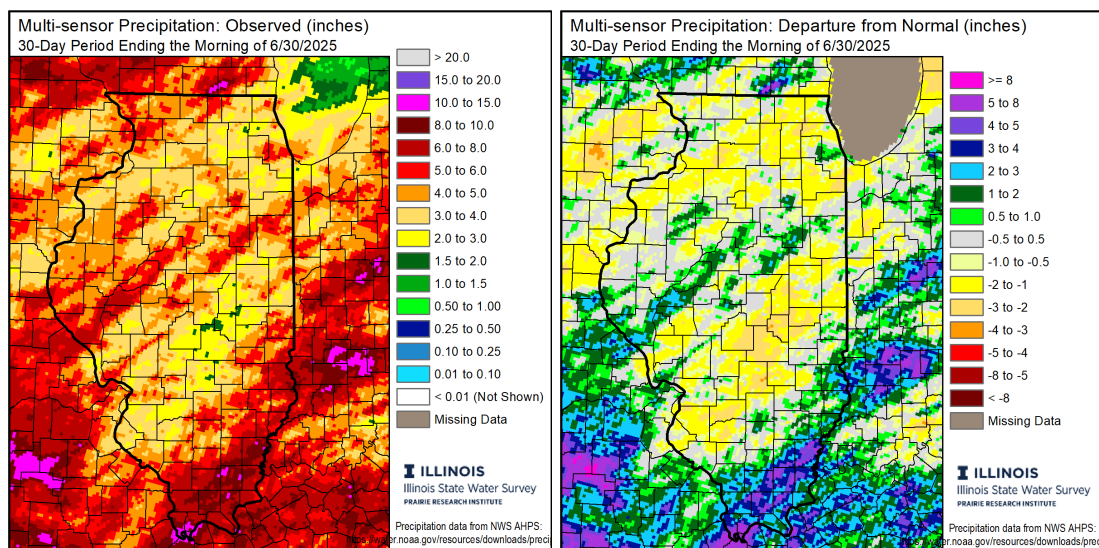 Multi-sensor Precipitation: Observed (inches)
30-Day Period Ending the Morning of 6/30/2025
> 20.0
15.0 to 20.0
10.0 to 15.0
8.0 to 10.0
6.0 to 8.0
5.0 to 6.0
4.0 to 5.0
3.0 to 4.0
2.0 to 3.0
1.5 to 2.0
1.0 to 1.5
0.50 to 1.00
0.25 to 0.50
0.10 to 0.25
0.01 to 0.10
< 0.01 (Not Shown)
Missing Data
I ILLINOIS
Illinois State Water Survey
PRAIRIE RESEARCH INSTITUTE
Precipitation data from NWS AHPS:
Multi-sensor Precipitation: Departure from Normal (inches)
30-Day Period Ending the Morning of 6/30/2025
>= 8
5 to 8
4 to 5
3 to 4
2 to 3
1 to 2
0.5 to 1.0
-0.5 to 0.5
-1.0 to -0.5
-2 to -1
-3 to -2
-4 to -3
-5 to -4
-8 to -5
< -8
Missing Data
I ILLINOIS
Illinois State Water Survey
PRAIRIE RESEARCH INSTITUTE
Precipitation data from NWS AHPS: